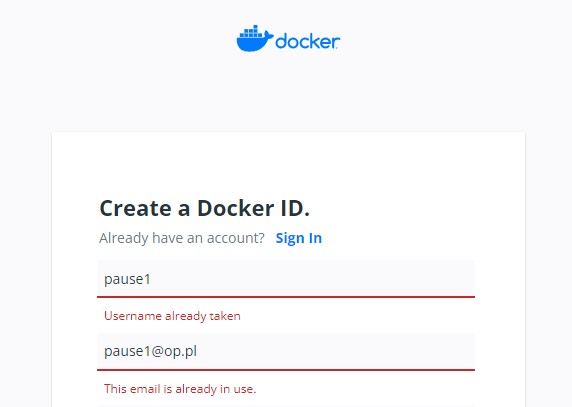 docker
Create a Docker ID.
Already have an account? Sign In
pause1
Username already taken
pause1@op.pl
This email is already in use.